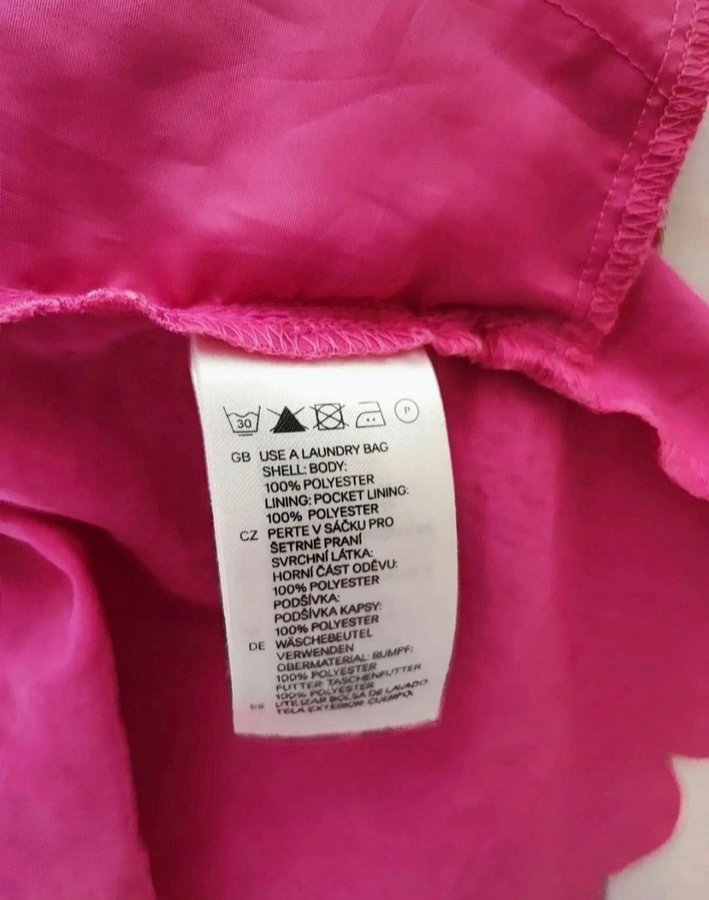 30 P
GB USE A LAUNDRY BAG
SHELL: BODY:
100% POLYESTER
LINING: POCKET LINING:
100% POLYESTER
CZ PERTE V SÁČKU PRO
ŠETRNÉ PRANÍ
SVRCHNÍ LÁTKA:
HORNÍ ČÁST ODĚVU:
100% POLYESTER
PODŠÍVKA:
PODŠÍVKA KAPSY:
100% POLYESTER
DE WÄSCHEBEUTEL
VERWENDEN
OBERMATERIAL: RUMPF:
100% POLYESTER
FUTTER: TASCHENFUTTER:
100% POLYESTER
ES UTILIZAR BOLSA DE LAVADO
TELA EXTERIOR: CUERPO: